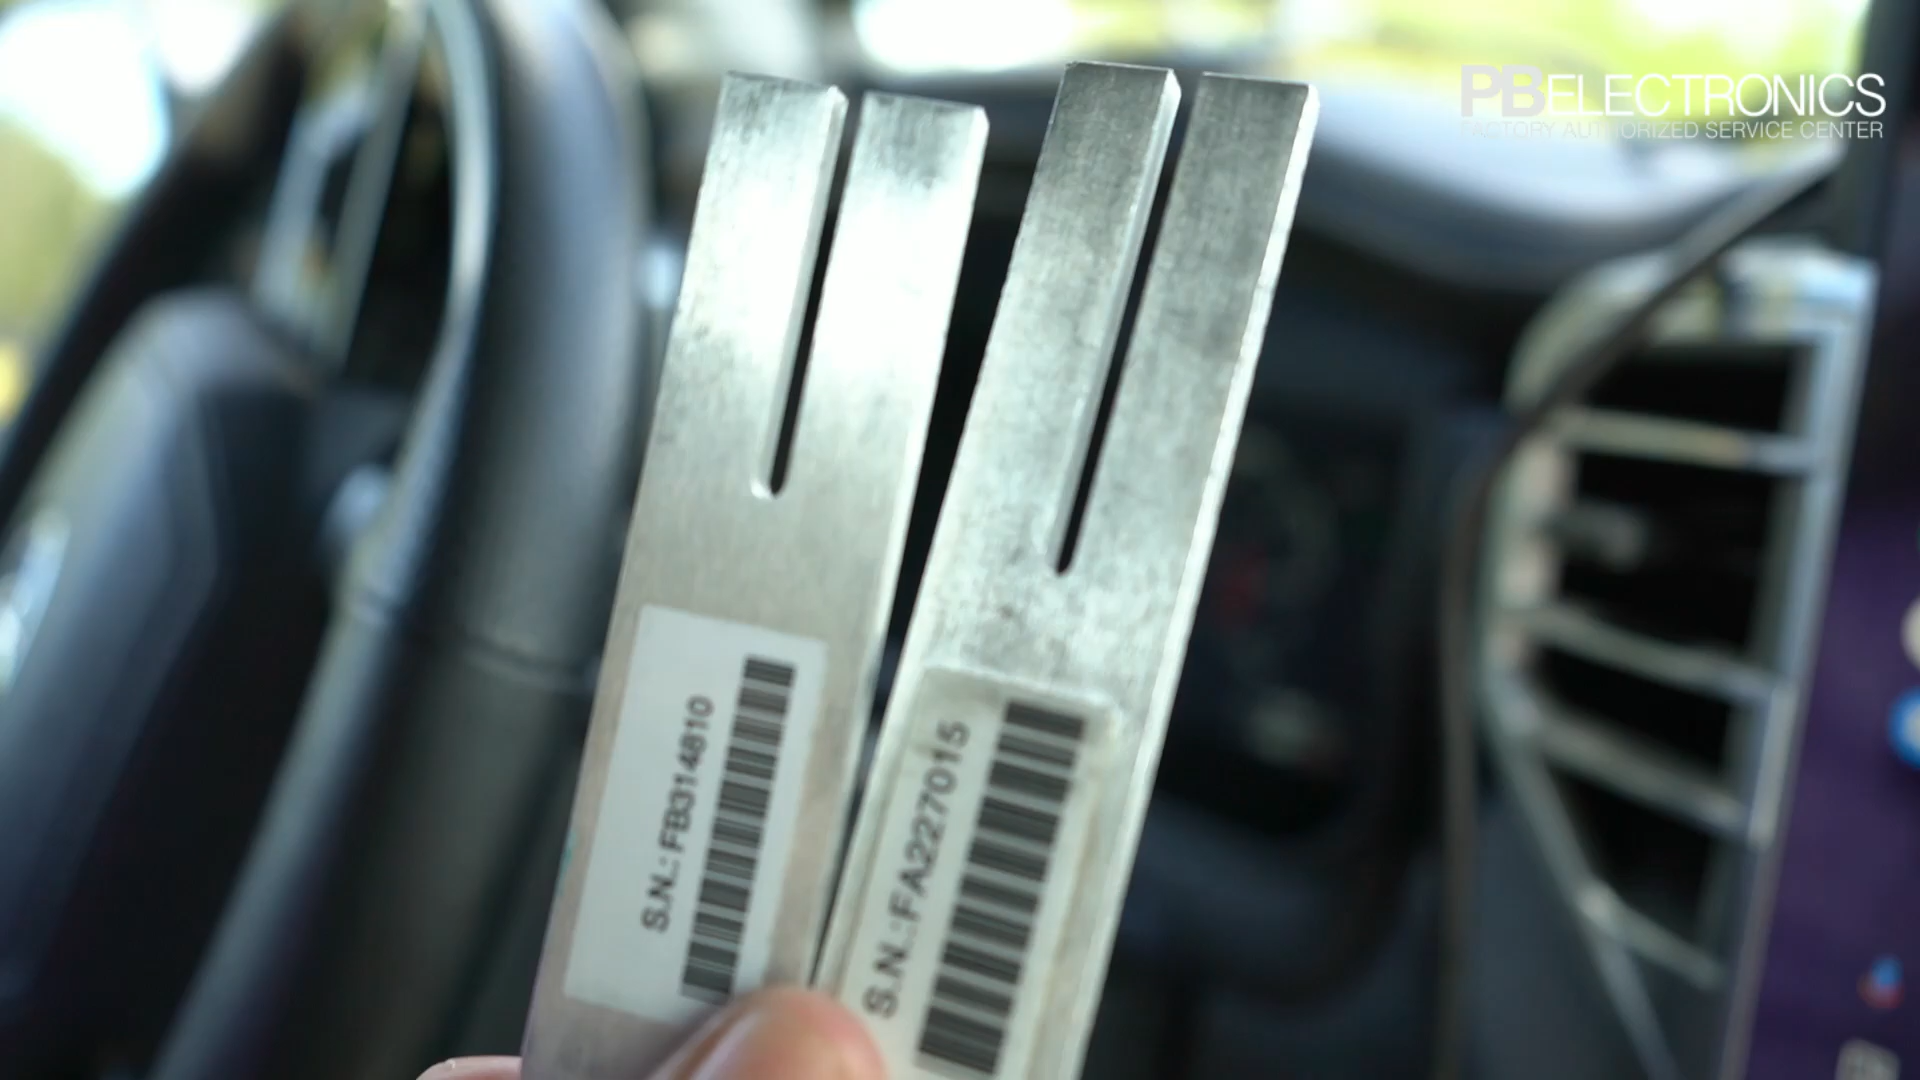 PBELECTRONICS
FACTORY AUTHORIZED SERVICE CENTER
S.N.:FB314810
S.N.:FA227015